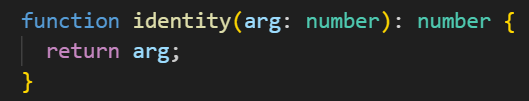 function identity(arg: number): number {
  return arg;
}